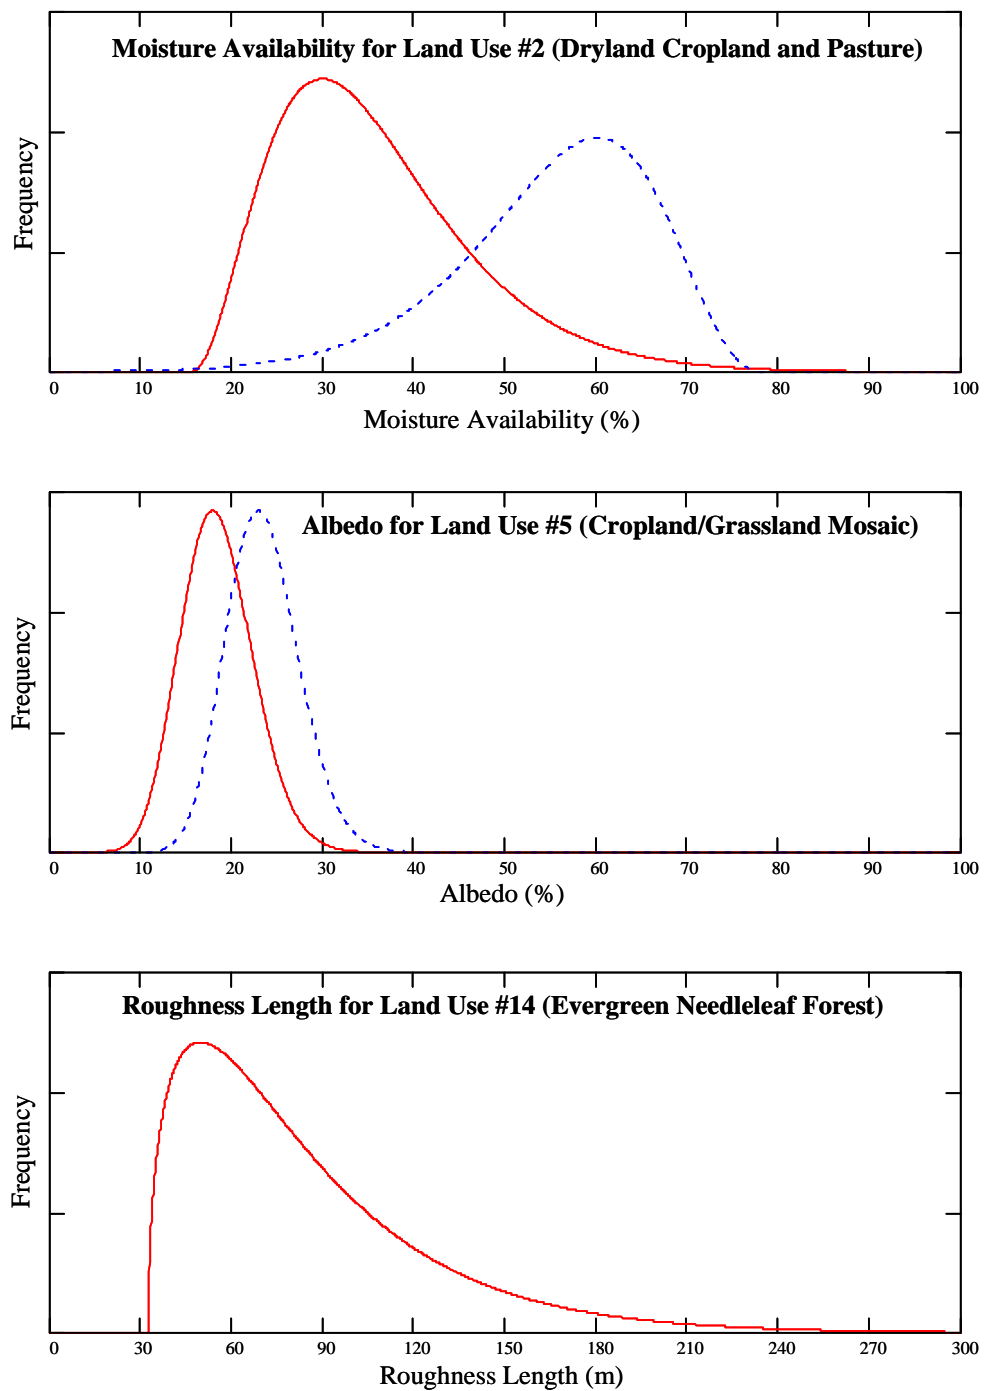 Moisture Availability for Land Use #2 (Dryland Cropland and Pasture)
Frequency
0 10 20 30 40 50 60 70 80 90 100
Moisture Availability (%)
Albedo for Land Use #5 (Cropland/Grassland Mosaic)
Frequency
0 10 20 30 40 50 60 70 80 90 100
Albedo (%)
Roughness Length for Land Use #14 (Evergreen Needleleaf Forest)
Frequency
0 30 60 90 120 150 180 210 240 270 300
Roughness Length (m)